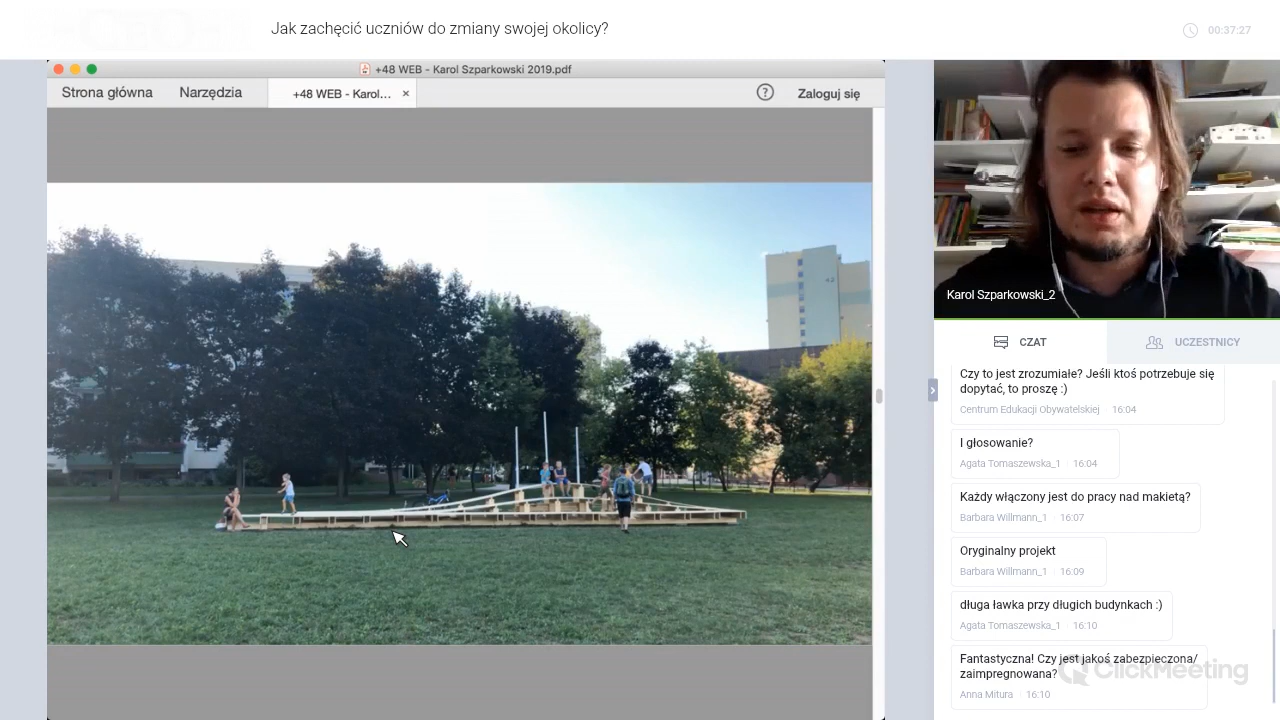 Jak zachęcić uczniów do zmiany swojej okolicy?
00:37:27
+48 WEB - Karol Szparkowski 2019.pdf
Strona główna
Narzędzia
+48 WEB - Karol...
×
?
Zaloguj się
Karol Szparkowski_2
CZAT
UCZESTNICY
Czy to jest zrozumiałe? Jeśli ktoś potrzebuje się
dopytać, to proszę :)
Centrum Edukacji Obywatelskiej 16:04
I głosowanie?
Agata Tomaszewska_1 16:04
Każdy włączony jest do pracy nad makietą?
Barbara Willmann_1 16:07
Oryginalny projekt
Barbara Willmann_1 16:09
długa ławka przy długich budynkach :)
Agata Tomaszewska_1 16:10
Fantastyczna! Czy jest jakoś zabezpieczona/
zaimpregnowana?
Anna Mitura 16:10
ClickMeeting